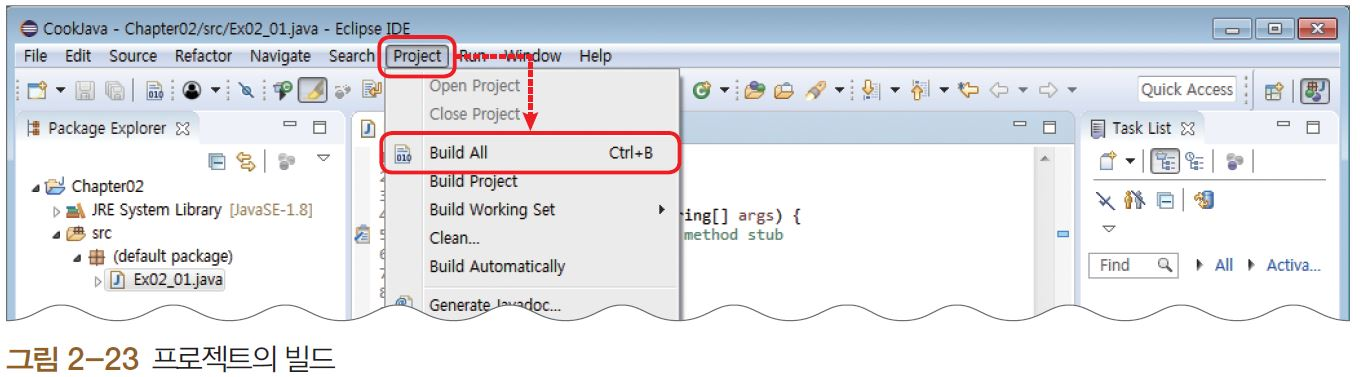 CookJava - Chapter02/src/Ex02_01.java - Eclipse IDE
File Edit Source Refactor Navigate Search Project Run Window Help
Quick Access
Package Explorer
Chapter02
JRE System Library [JavaSE-1.8]
src
(default package)
Ex02_01.java
Open Project
Close Project
Build All Ctrl+B
Build Project
Build Working Set
Clean...
Build Automatically
Generate Javadoc...
ing[] args) {
method stub
Task List
Find All Activa...
그림 2-23 프로젝트의 빌드